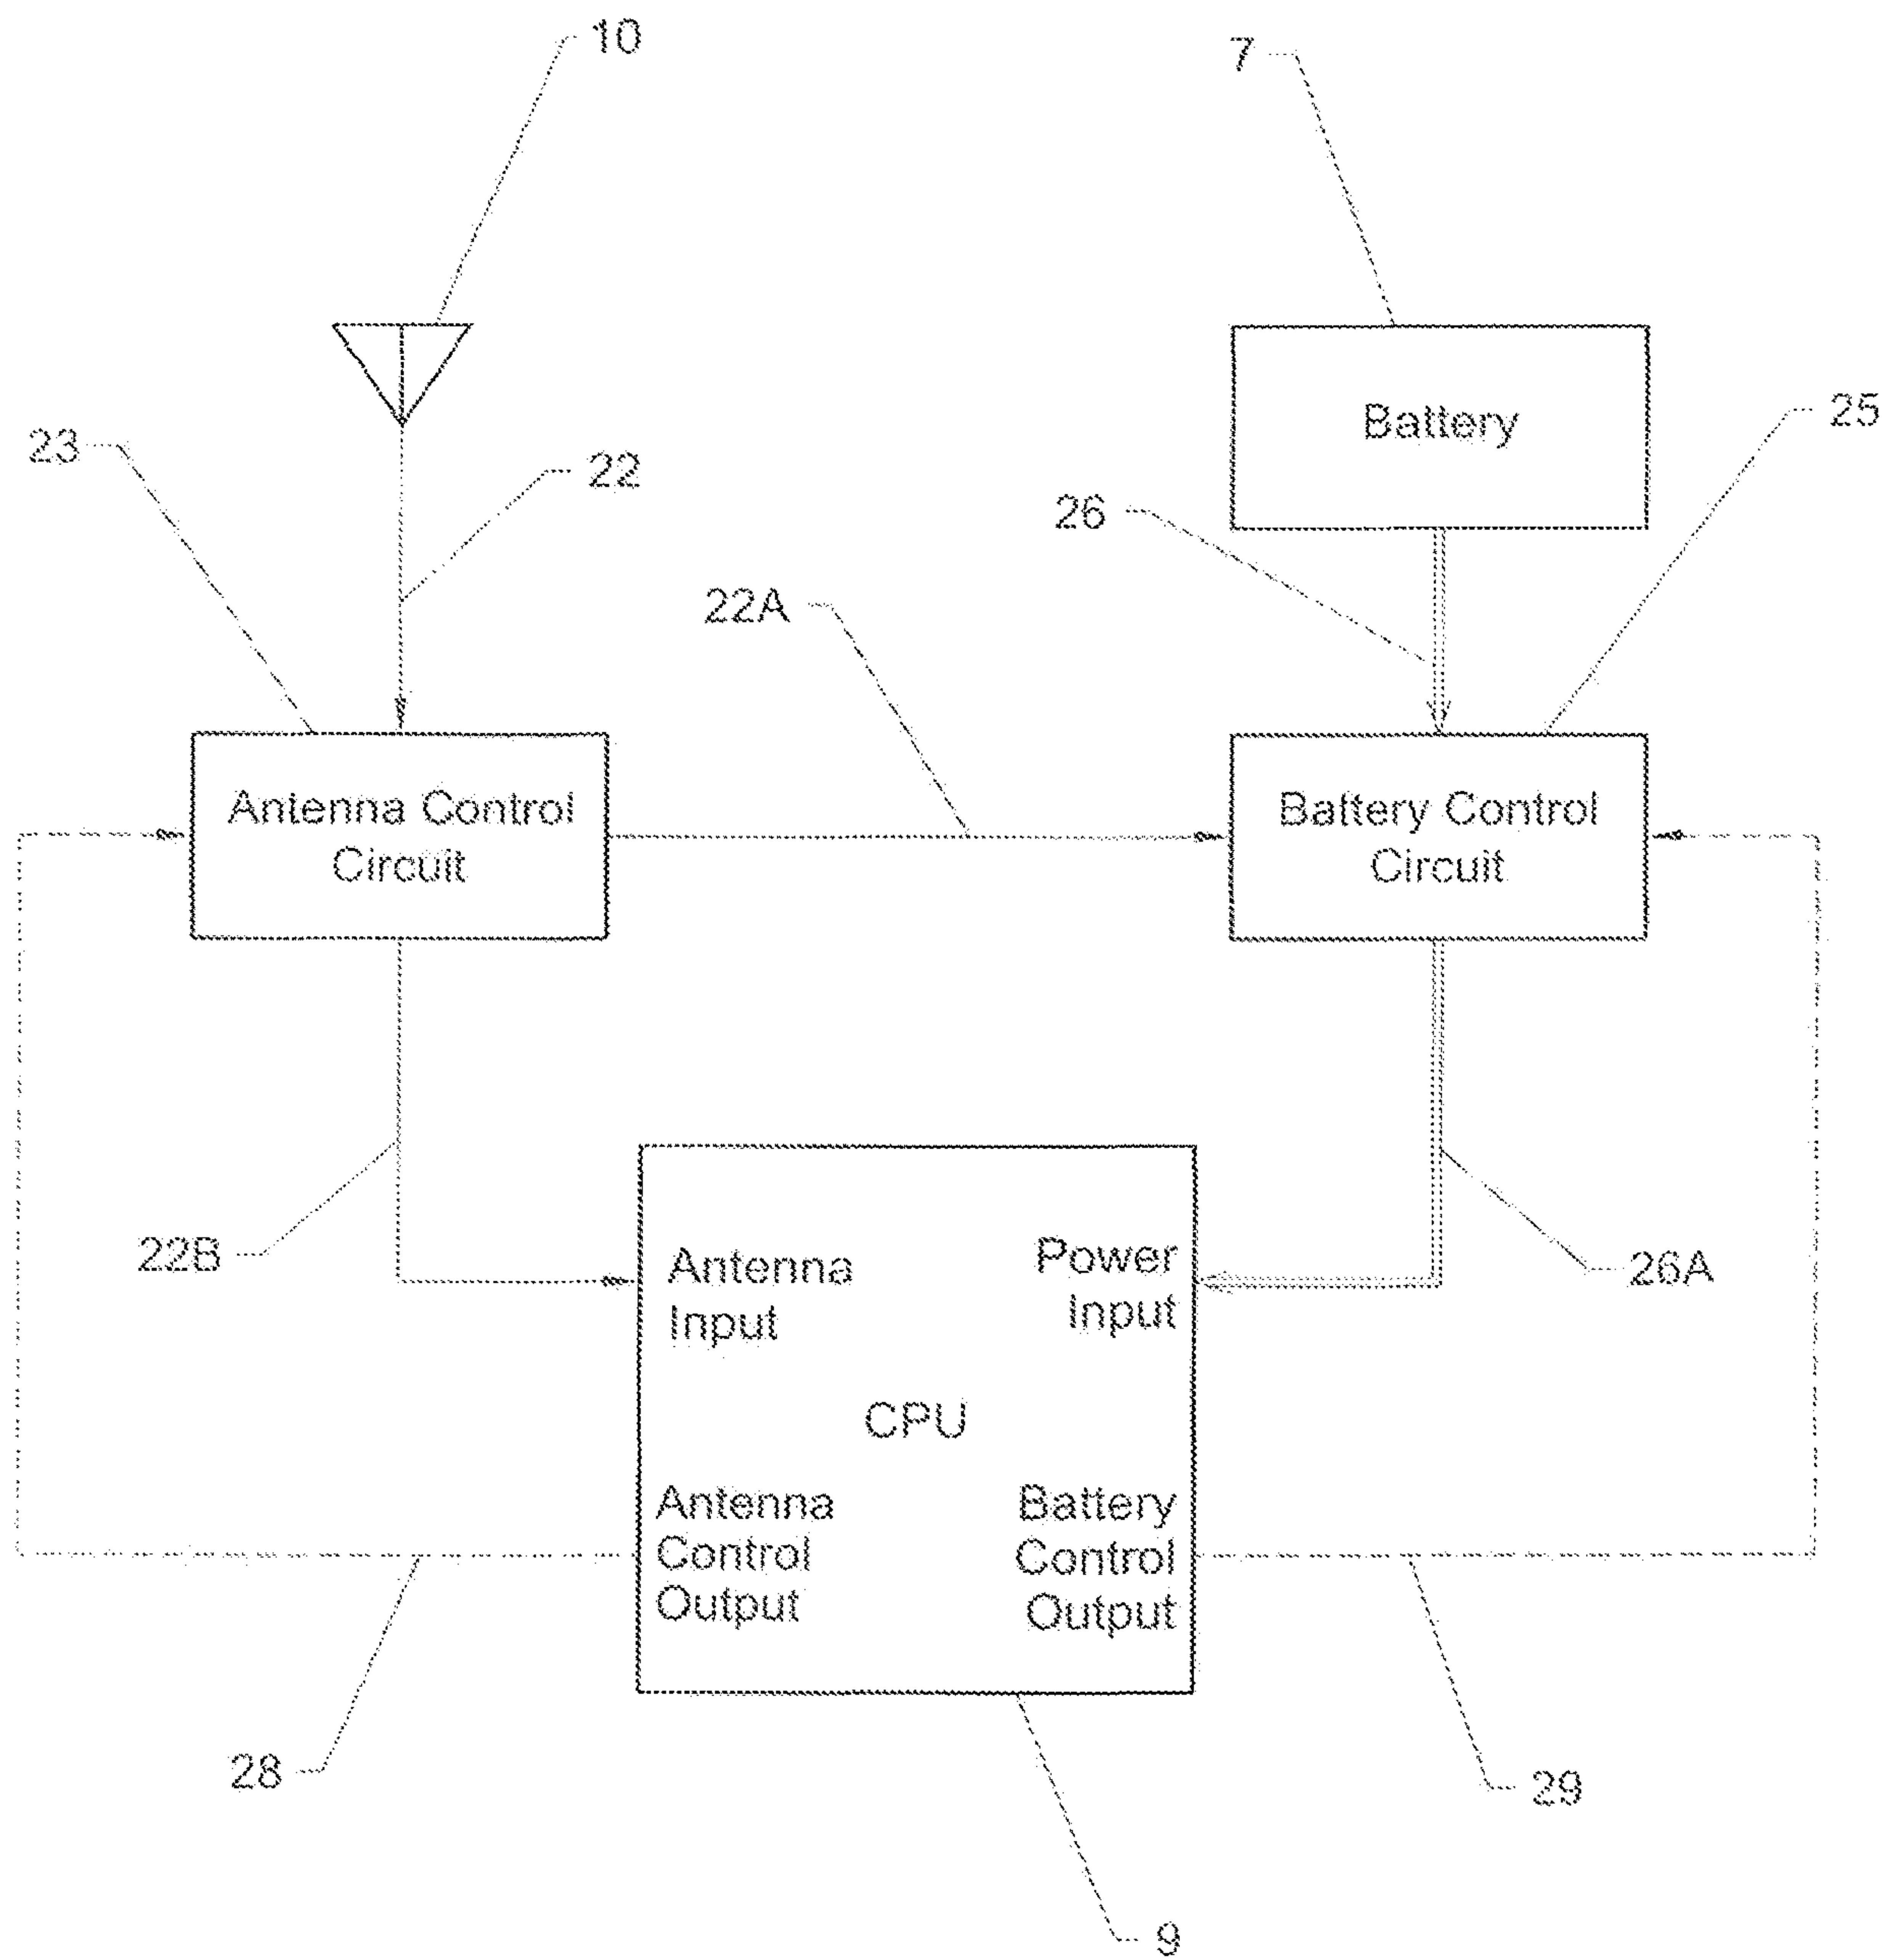 10
7
Battery
25
23
22
26
22A
Antenna Control
Circuit
Battery Control
Circuit
22B
Antenna
Input
Power
Input
26A
CPU
Antenna
Control
Output
Battery
Control
Output
28
29
9